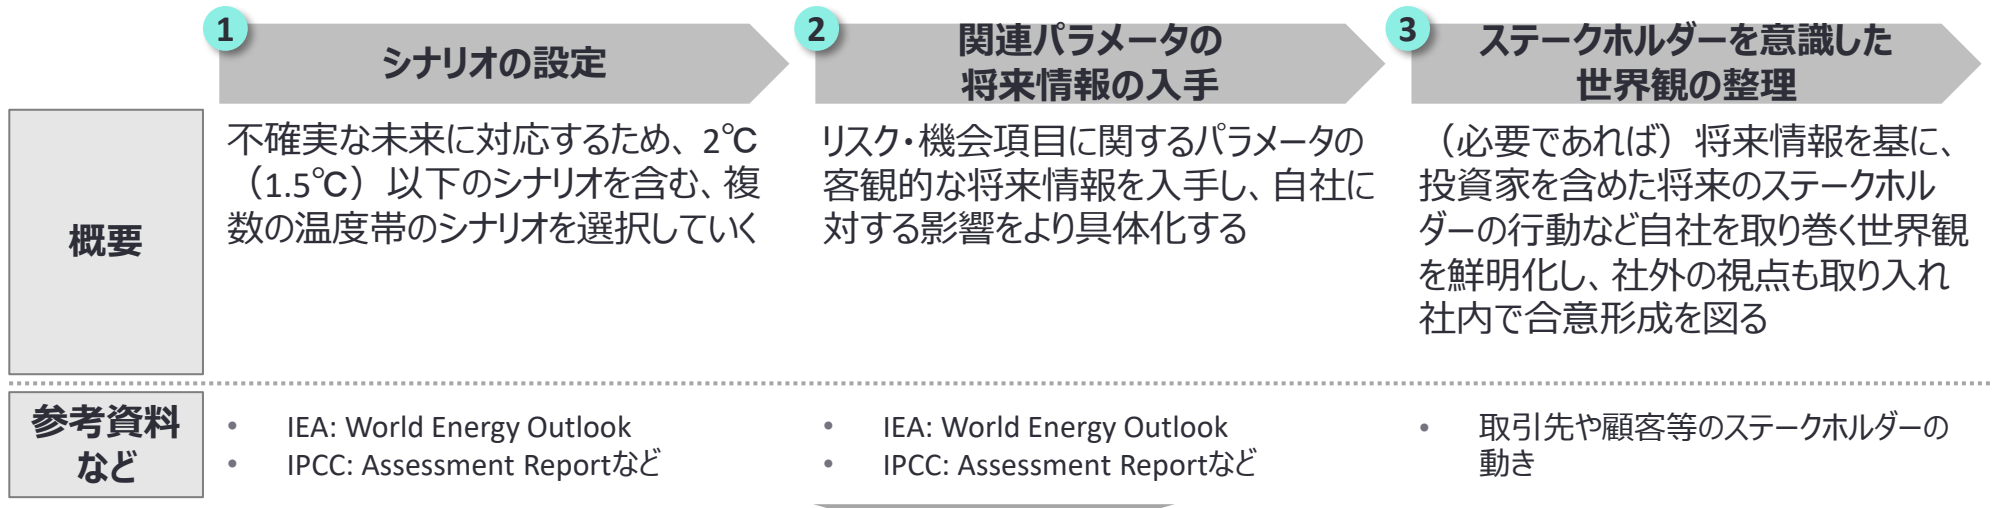 1
シナリオの設定
2
関連パラメータの
将来情報の入手
3
ステークホルダーを意識した
世界観の整理
概要
不確実な未来に対応するため、2℃
（1.5℃）以下のシナリオを含む、複
数の温度帯のシナリオを選択していく
リスク・機会項目に関するパラメータの
客観的な将来情報を入手し、自社に
対する影響をより具体化する
（必要であれば）将来情報を基に、
投資家を含めた将来のステークホル
ダーの行動など自社を取り巻く世界観
を鮮明化し、社外の視点も取り入れ
社内で合意形成を図る
参考資料
など
• IEA: World Energy Outlook
• IPCC: Assessment Reportなど
• IEA: World Energy Outlook
• IPCC: Assessment Reportなど
• 取引先や顧客等のステークホルダーの
動き